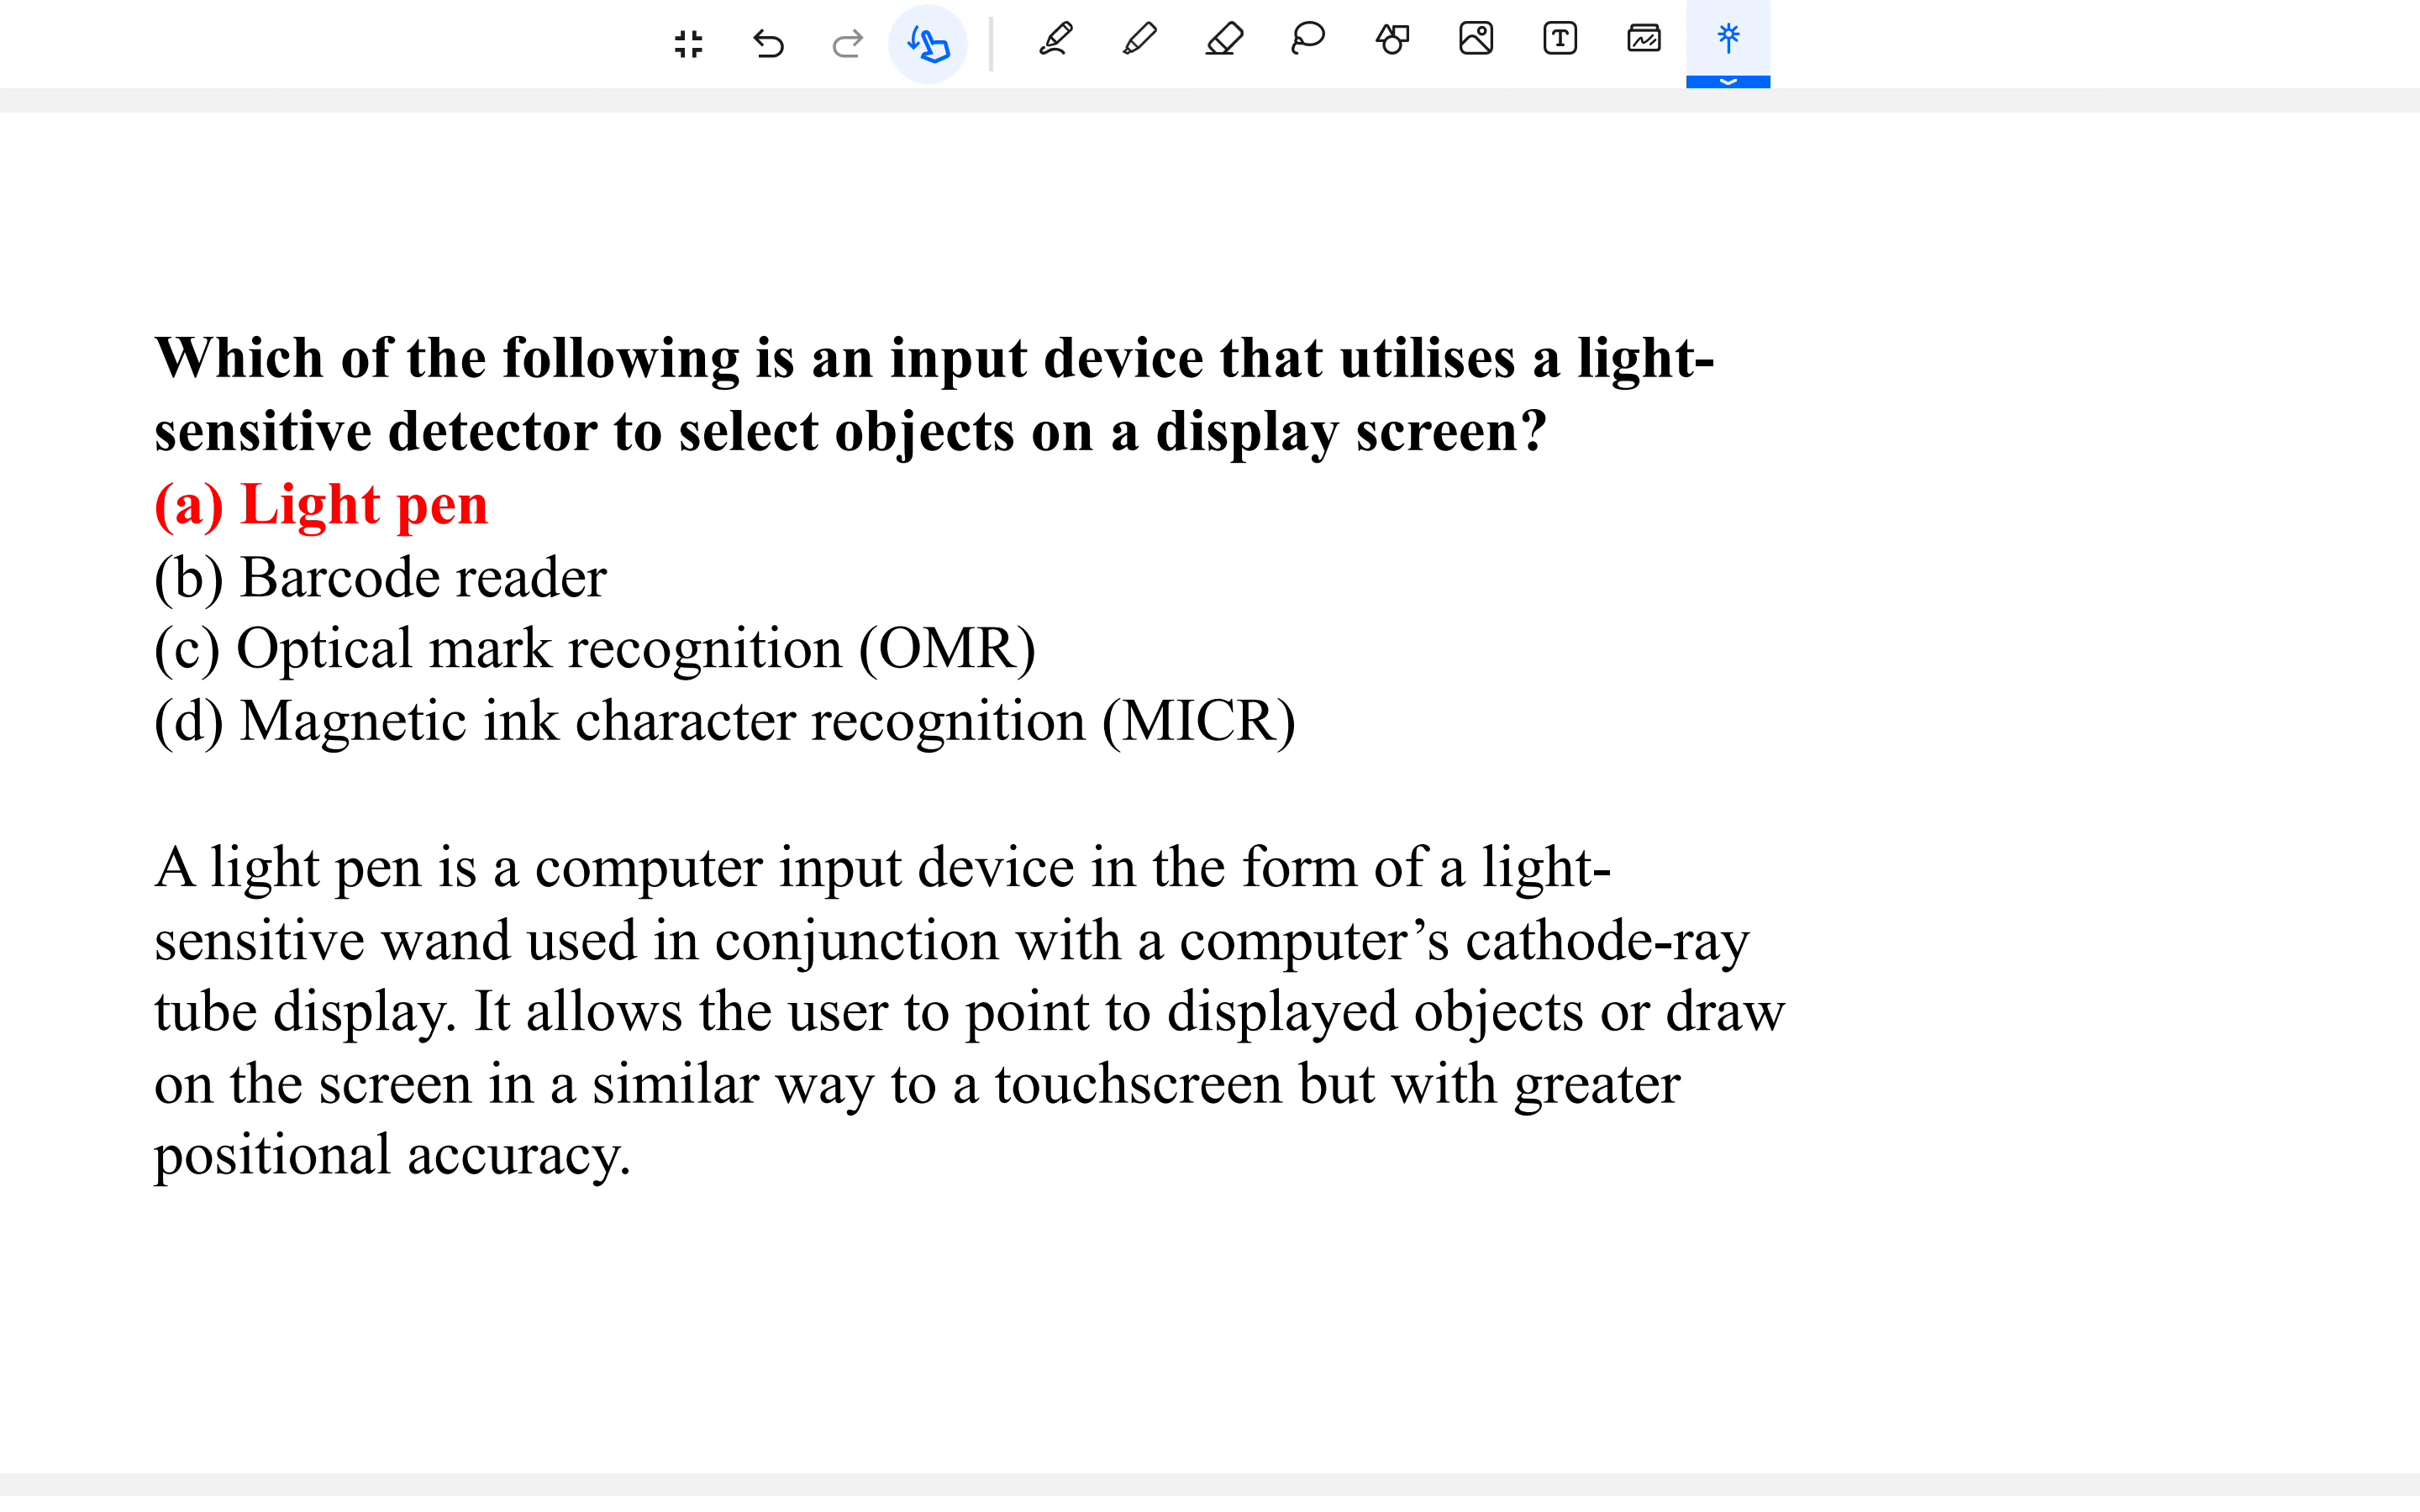 Which of the following is an input device that utilises a light-
sensitive detector to select objects on a display screen?
(a) Light pen
(b) Barcode reader
(c) Optical mark recognition (OMR)
(d) Magnetic ink character recognition (MICR)
A light pen is a computer input device in the form of a light-
sensitive wand used in conjunction with a computer’s cathode-ray
tube display. It allows the user to point to displayed objects or draw
on the screen in a similar way to a touchscreen but with greater
positional accuracy.